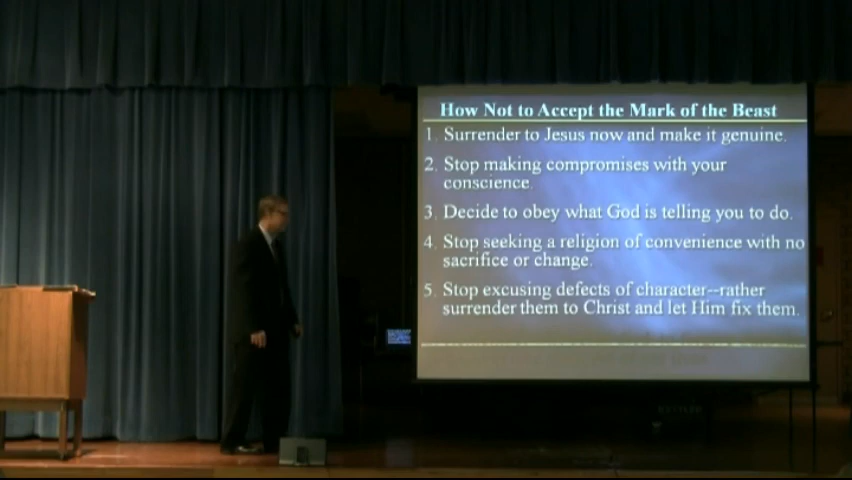 How Not to Accept the Mark of the Beast
1. Surrender to Jesus now and make it genuine.
2. Stop making compromises with your
conscience.
3. Decide to obey what God is telling you to do.
4. Stop seeking a religion of convenience with no
sacrifice or change.
5. Stop excusing defects of character--rather
surrender them to Christ and let Him fix them.